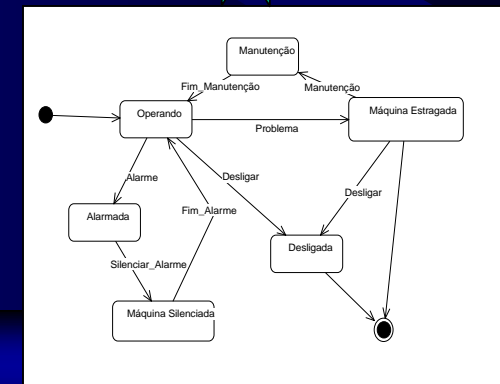 Manutenção
Fim_Manutenção
Manutenção
Operando
Máquina Estragada
Problema
Alarme
Desligar
Desligar
Fim_Alarme
Alarmada
Desligada
Silenciar_Alarme
Máquina Silenciada